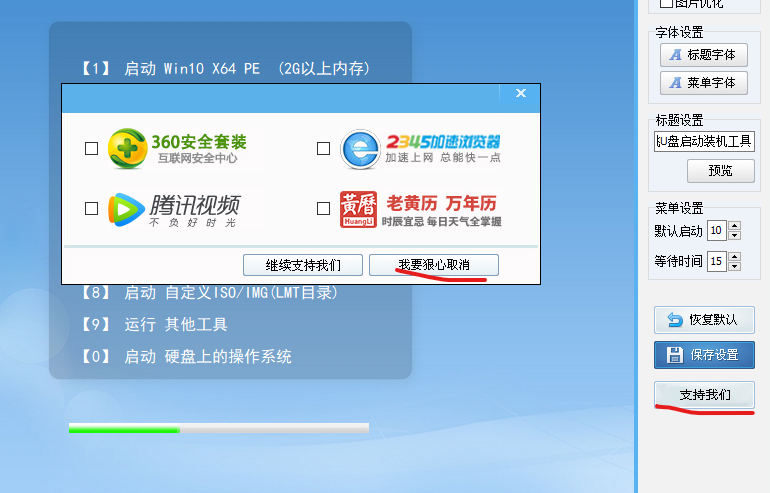 【1】 启动 Win10 X64 PE （2G以上内存）
360安全套装
互联网安全中心
2345加速浏览器
加速上网 总能快一点
腾讯视频
不负好时光
黄曆
HuangLi
老黄历 万年历
时辰宜忌 每日天气全掌握
继续支持我们
我要狠心取消
【8】 启动 自定义ISO/IMG(LMT目录)
【9】 运行 其他工具
【0】 启动 硬盘上的操作系统
图片优化
字体设置
A 标题字体
A 菜单字体
标题设置
U盘启动装机工具
预览
菜单设置
默认启动 10
等待时间 15
恢复默认
保存设置
支持我们